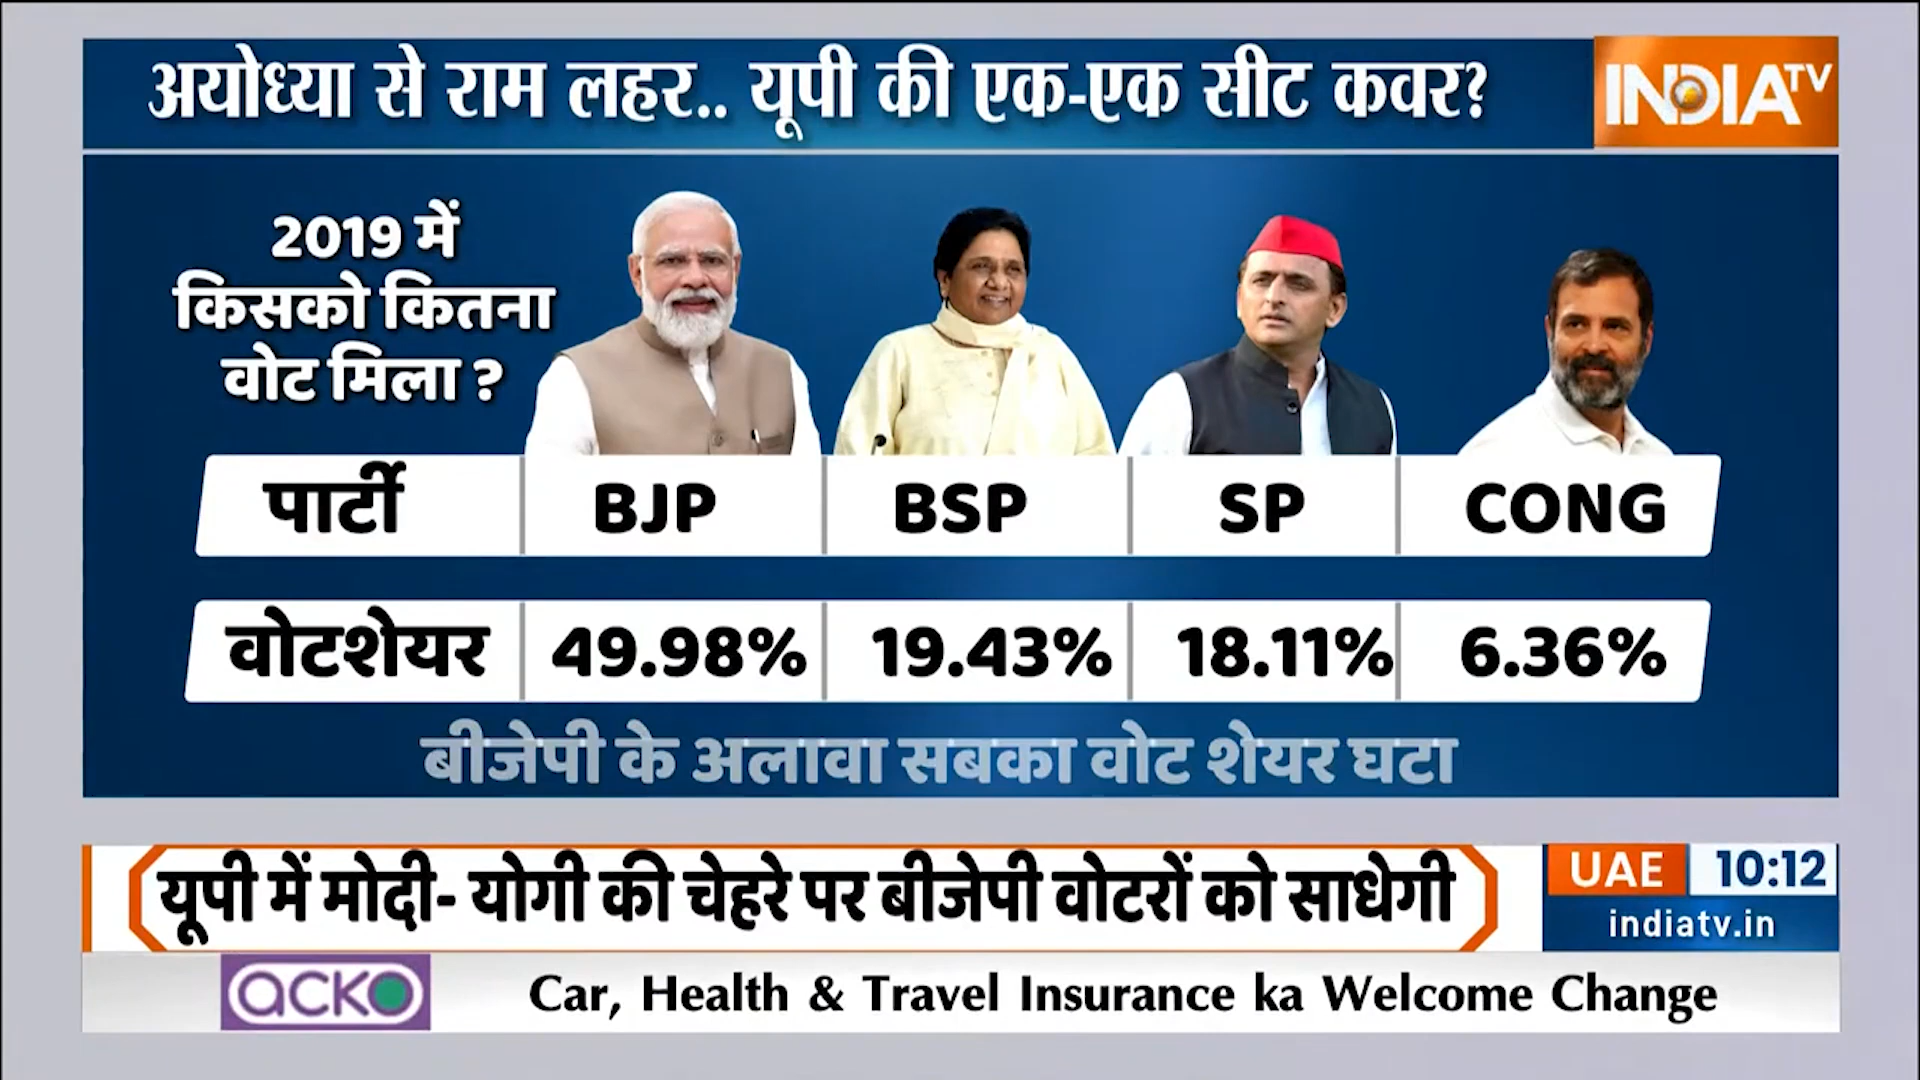 अयोध्या से राम लहर.. यूपी की एक-एक सीट कवर?
INDIA TV
2019 में
किसको कितना
वोट मिला ?
पार्टी BJP BSP SP CONG
वोटशेयर 49.98% 19.43% 18.11% 6.36%
बीजेपी के अलावा सबका वोट शेयर घटा
यूपी में मोदी- योगी की चेहरे पर बीजेपी वोटरों को साधेगी
UAE 10:12
indiatv.in
acko Car, Health & Travel Insurance ka Welcome Change